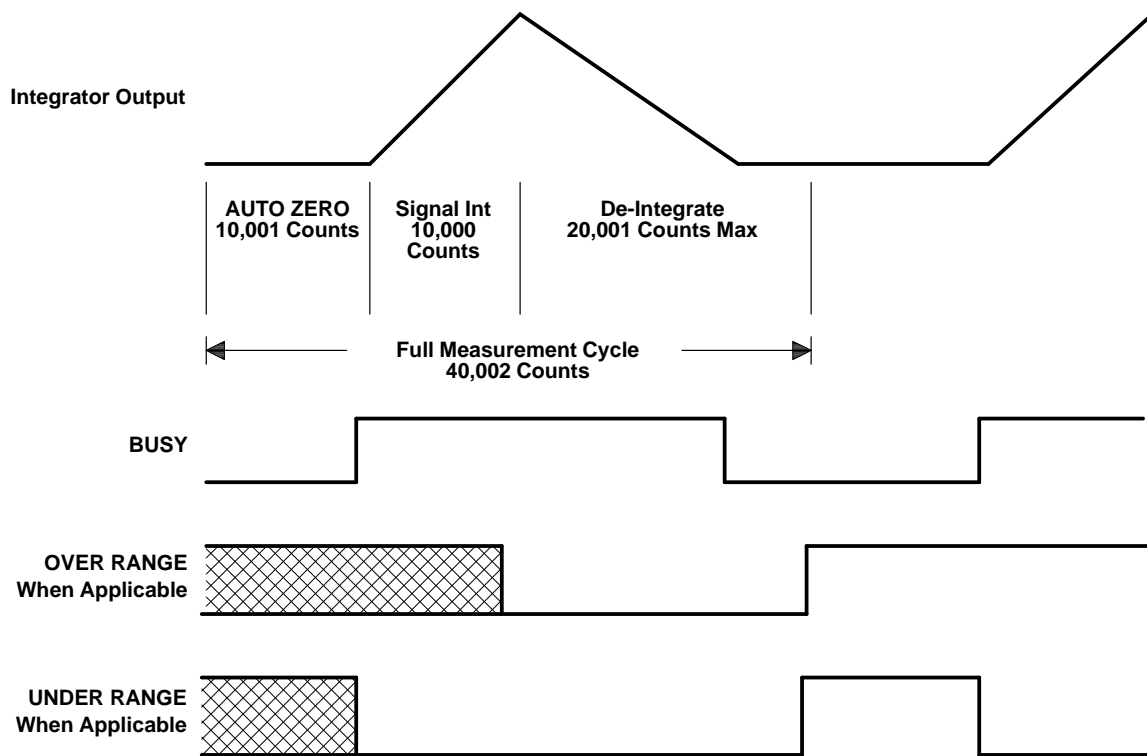 Integrator Output
AUTO ZERO
10,001 Counts
Signal Int
10,000
Counts
De-Integrate
20,001 Counts Max
Full Measurement Cycle
40,002 Counts
BUSY
OVER RANGE
When Applicable
UNDER RANGE
When Applicable